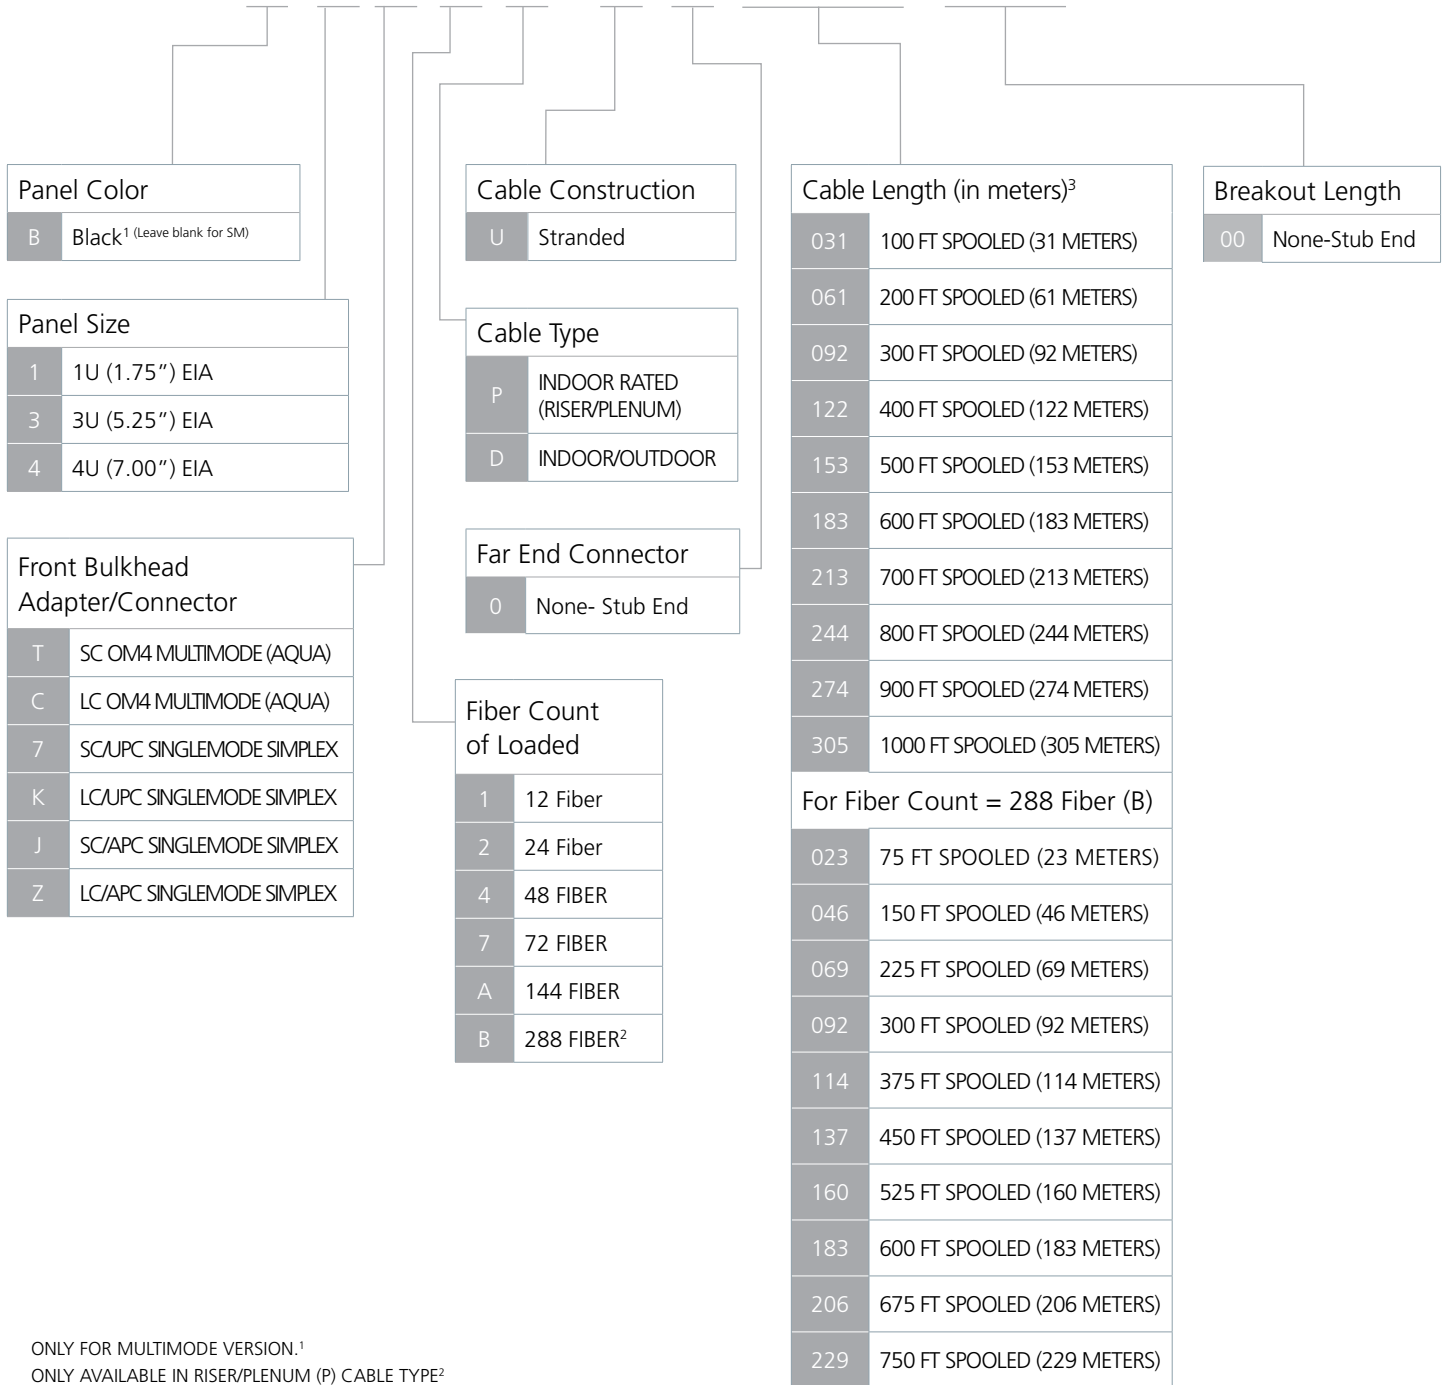 Panel Color
B Black¹ (Leave blank for SM)
Panel Size
1 1U (1.75”) EIA
3 3U (5.25”) EIA
4 4U (7.00”) EIA
Front Bulkhead
Adapter/Connector
T SC OM4 MULTIMODE (AQUA)
C LC OM4 MULTIMODE (AQUA)
7 SC/UPC SINGLEMODE SIMPLEX
K LC/UPC SINGLEMODE SIMPLEX
J SC/APC SINGLEMODE SIMPLEX
Z LC/APC SINGLEMODE SIMPLEX
Cable Construction
U Stranded
Cable Type
P INDOOR RATED
(RISER/PLENUM)
D INDOOR/OUTDOOR
Far End Connector
0 None- Stub End
Fiber Count
of Loaded
1 12 Fiber
2 24 Fiber
4 48 FIBER
7 72 FIBER
A 144 FIBER
B 288 FIBER²
Cable Length (in meters)³
031 100 FT SPOOLED (31 METERS)
061 200 FT SPOOLED (61 METERS)
092 300 FT SPOOLED (92 METERS)
122 400 FT SPOOLED (122 METERS)
153 500 FT SPOOLED (153 METERS)
183 600 FT SPOOLED (183 METERS)
213 700 FT SPOOLED (213 METERS)
244 800 FT SPOOLED (244 METERS)
274 900 FT SPOOLED (274 METERS)
305 1000 FT SPOOLED (305 METERS)
For Fiber Count = 288 Fiber (B)
023 75 FT SPOOLED (23 METERS)
046 150 FT SPOOLED (46 METERS)
069 225 FT SPOOLED (69 METERS)
092 300 FT SPOOLED (92 METERS)
114 375 FT SPOOLED (114 METERS)
137 450 FT SPOOLED (137 METERS)
160 525 FT SPOOLED (160 METERS)
183 600 FT SPOOLED (183 METERS)
206 675 FT SPOOLED (206 METERS)
229 750 FT SPOOLED (229 METERS)
Breakout Length
00 None-Stub End
ONLY FOR MULTIMODE VERSION.¹
ONLY AVAILABLE IN RISER/PLENUM (P) CABLE TYPE²